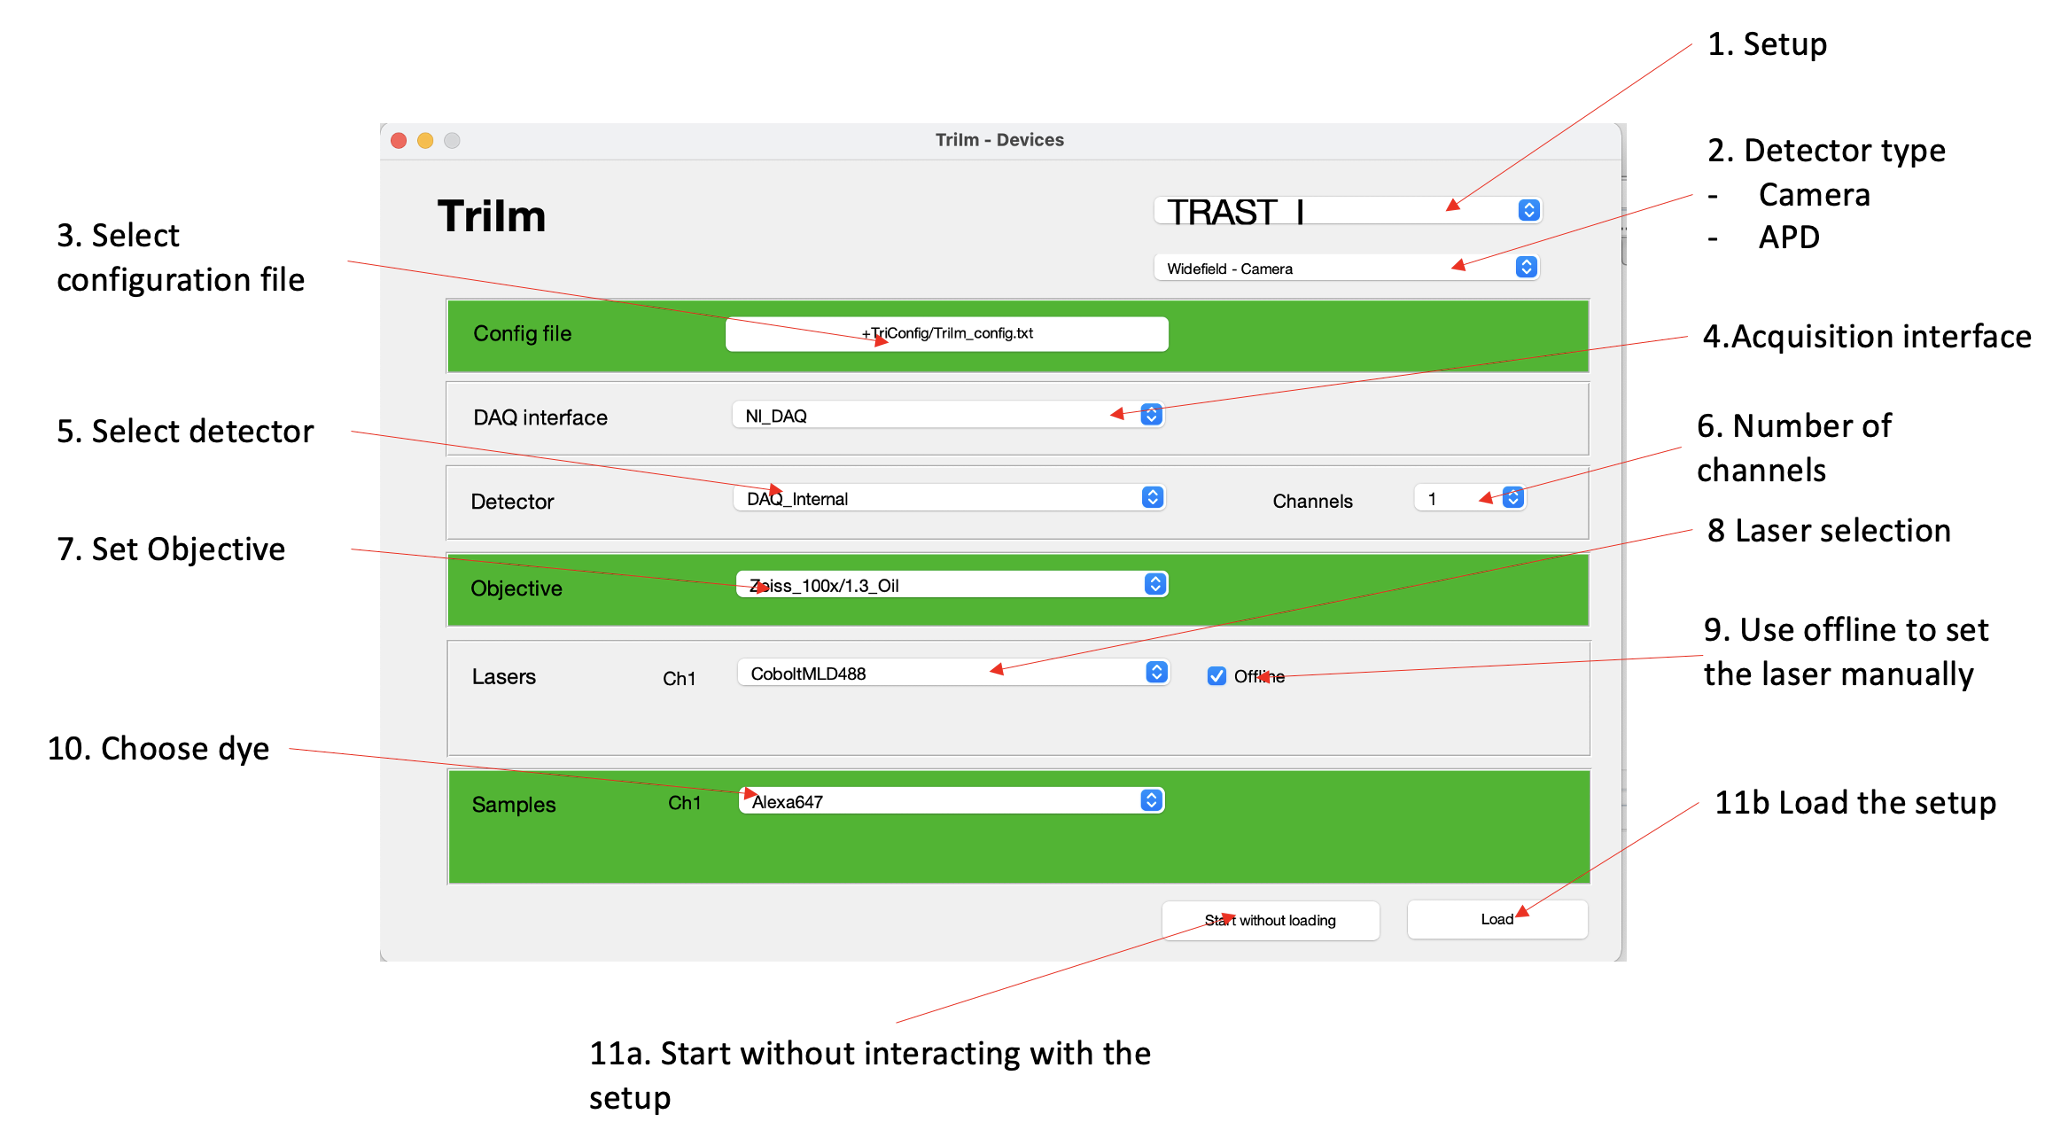 1. Setup
TriIm - Devices
2. Detector type
- Camera
- APD
TriIm
TRAST I
Widefield - Camera
3. Select
configuration file
Config file
+TriConfig/TriIm_config.txt
4.Acquisition interface
DAQ interface
NI_DAQ
5. Select detector
6. Number of
channels
Detector
DAQ_Internal
Channels
1
7. Set Objective
8 Laser selection
Objective
Zeiss_100x/1.3_Oil
9. Use offline to set
the laser manually
Lasers
Ch1
CoboltMLD488
Offline
10. Choose dye
Samples
Ch1
Alexa647
11b Load the setup
Start without loading
Load
11a. Start without interacting with the
setup